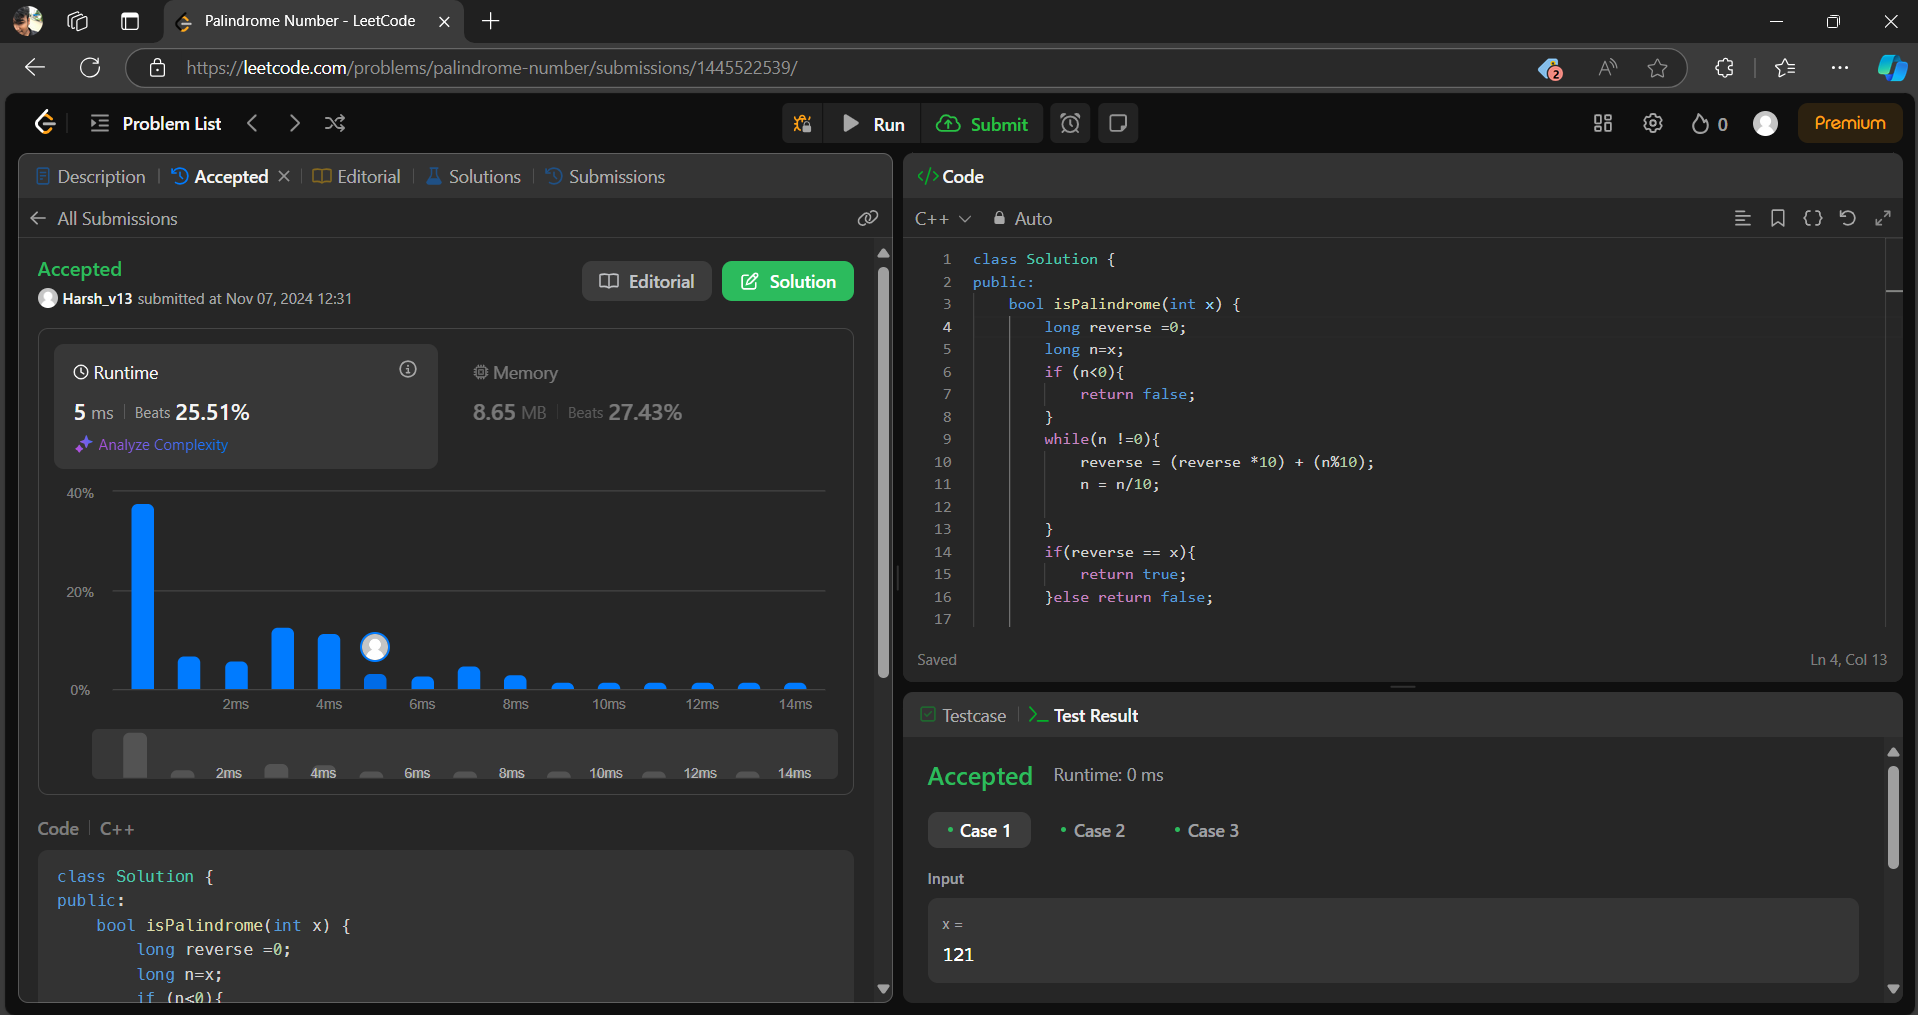 Palindrome Number - LeetCode
https://leetcode.com/problems/palindrome-number/submissions/1445522539/
2
Problem List
Run
Submit
0
Premium
Description
Accepted
Editorial
Solutions
Submissions
All Submissions
Accepted
Harsh_v13 submitted at Nov 07, 2024 12:31
Editorial
Solution
Runtime
5 ms
Beats 25.51%
Analyze Complexity
Memory
8.65 MB
Beats 27.43%
40%
20%
0%
2ms 4ms 6ms 8ms 10ms 12ms 14ms
2ms 4ms 6ms 8ms 10ms 12ms 14ms
Code C++
class Solution {
public:
bool isPalindrome(int x) {
long reverse =0;
long n=x;
if (n<0){
</>Code
C++ Auto
1 class Solution {
2 public:
3 bool isPalindrome(int x) {
4 long reverse =0;
5 long n=x;
6 if (n<0){
7 return false;
8 }
9 while(n !=0){
10 reverse = (reverse *10) + (n%10);
11 n = n/10;
12
13 }
14 if(reverse == x){
15 return true;
16 }else return false;
17
Saved
Ln 4, Col 13
Testcase
>_ Test Result
Accepted
Runtime: 0 ms
• Case 1
• Case 2
• Case 3
Input
x =
121